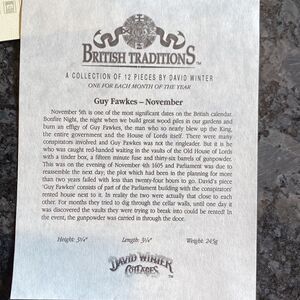 BRITISH TRADITIONS
A COLLECTION OF 12 PIECES BY DAVID WINTER
ONE FOR EACH MONTH OF THE YEAR
Guy Fawkes – November
November 5th is one of the most significant dates on the British calendar.
Bonfire Night, the night when we build great wood piles in our gardens and
burn an effigy of Guy, the man who so nearly blew up the King,
the entire government and the House of Lords itself! There were many
conspirators involved and Guy Fawkes was not the ringleader. But it is he
who was caught red-handed waiting in the vaults of the Old House of Lords
with a tinder box, a fifteen minute fuse and thirty-six barrels of gunpowder.
This was on the evening of November 4th 1605 and Parliament was due to
reassemble the next day; the plot which had been in the planning for more
than two years failed with less than twenty-four hours to go. David's piece
'Guy Fawkes' consists of part of the Parliament building with the conspirators'
rented house next to it. In reality the two were actually that close to each
other. For months they tried to dig through the cellar walls, until one day it
was discovered the vaults they were trying to break into could be rented! In
the event, the gunpowder was carried in through the door.
Height: 3¼" Length: 3¼" Weight: 245g
DAVID WINTER
COTTAGES
TM